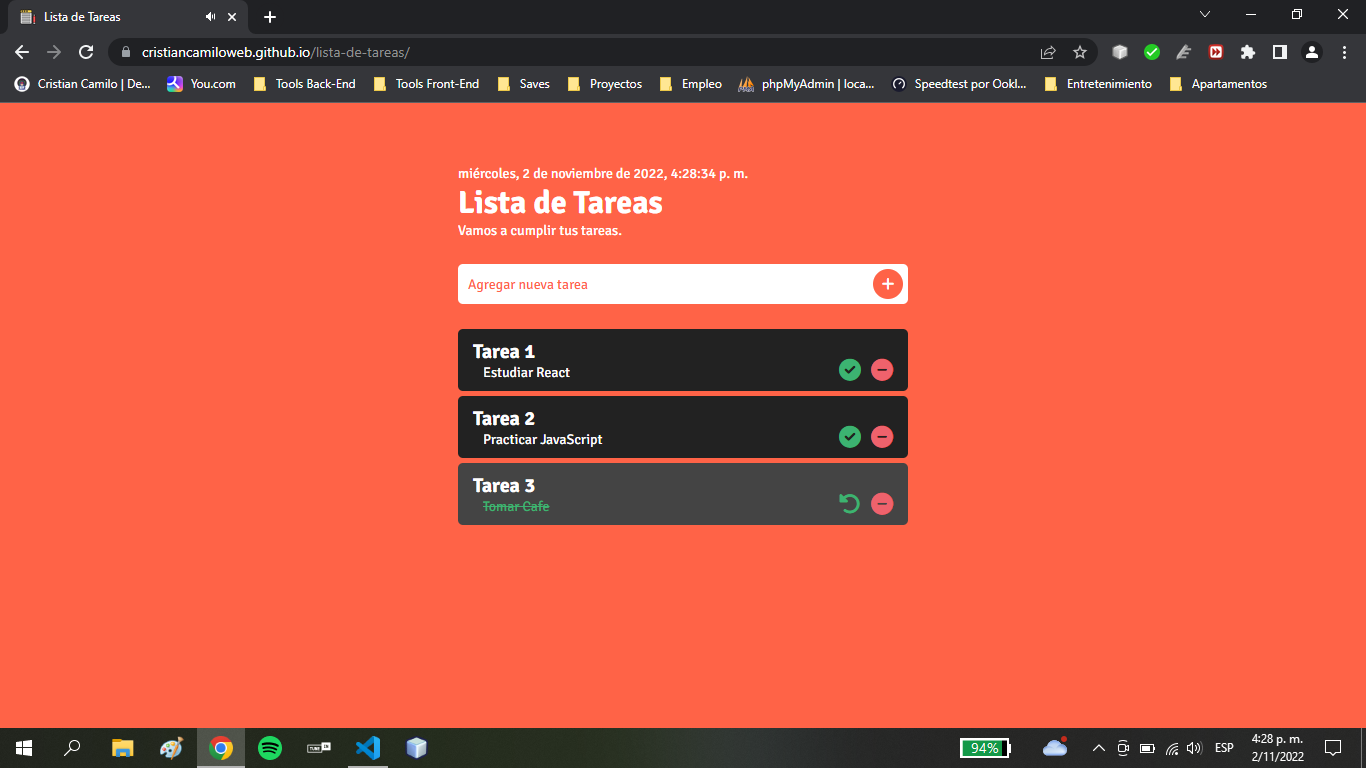 Lista de Tareas
cristiancamiloweb.github.io/lista-de-tareas/
Cristian Camilo | De... You.com Tools Back-End Tools Front-End Saves Proyectos Empleo phpMyAdmin | loca... Speedtest por Ookl... Entretenimiento Apartamentos
miércoles, 2 de noviembre de 2022, 4:28:34 p. m.
Lista de Tareas
Vamos a cumplir tus tareas.
Agregar nueva tarea
Tarea 1
Estudiar React
Tarea 2
Practicar JavaScript
Tarea 3
Tomar Cafe
94% ESP 4:28 p. m.
2/11/2022